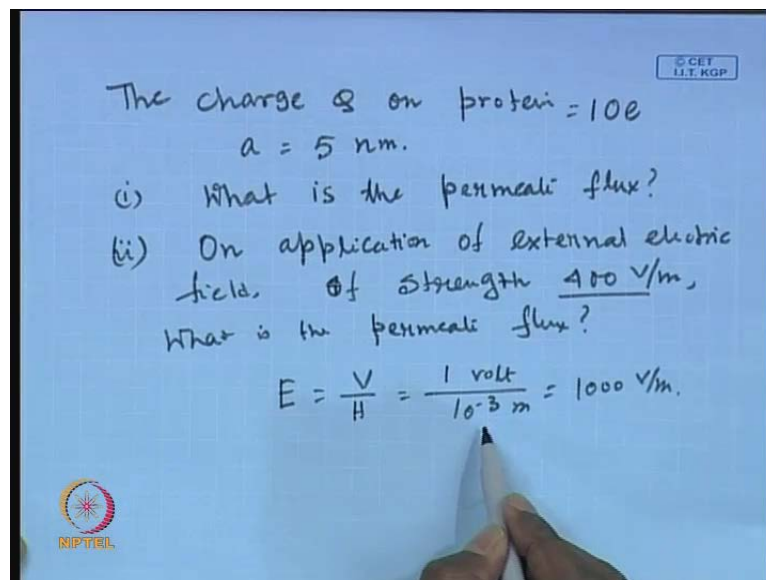 © CET
I.I.T. KGP
The charge Q on protein = 10e
a = 5 nm.
(i) What is the permeate flux?
(ii) On application of external electric
field, of strength 400 V/m,
What is the permeate flux?
E = V/H = 1 volt/10⁻³ m = 1000 V/m.
NPTEL